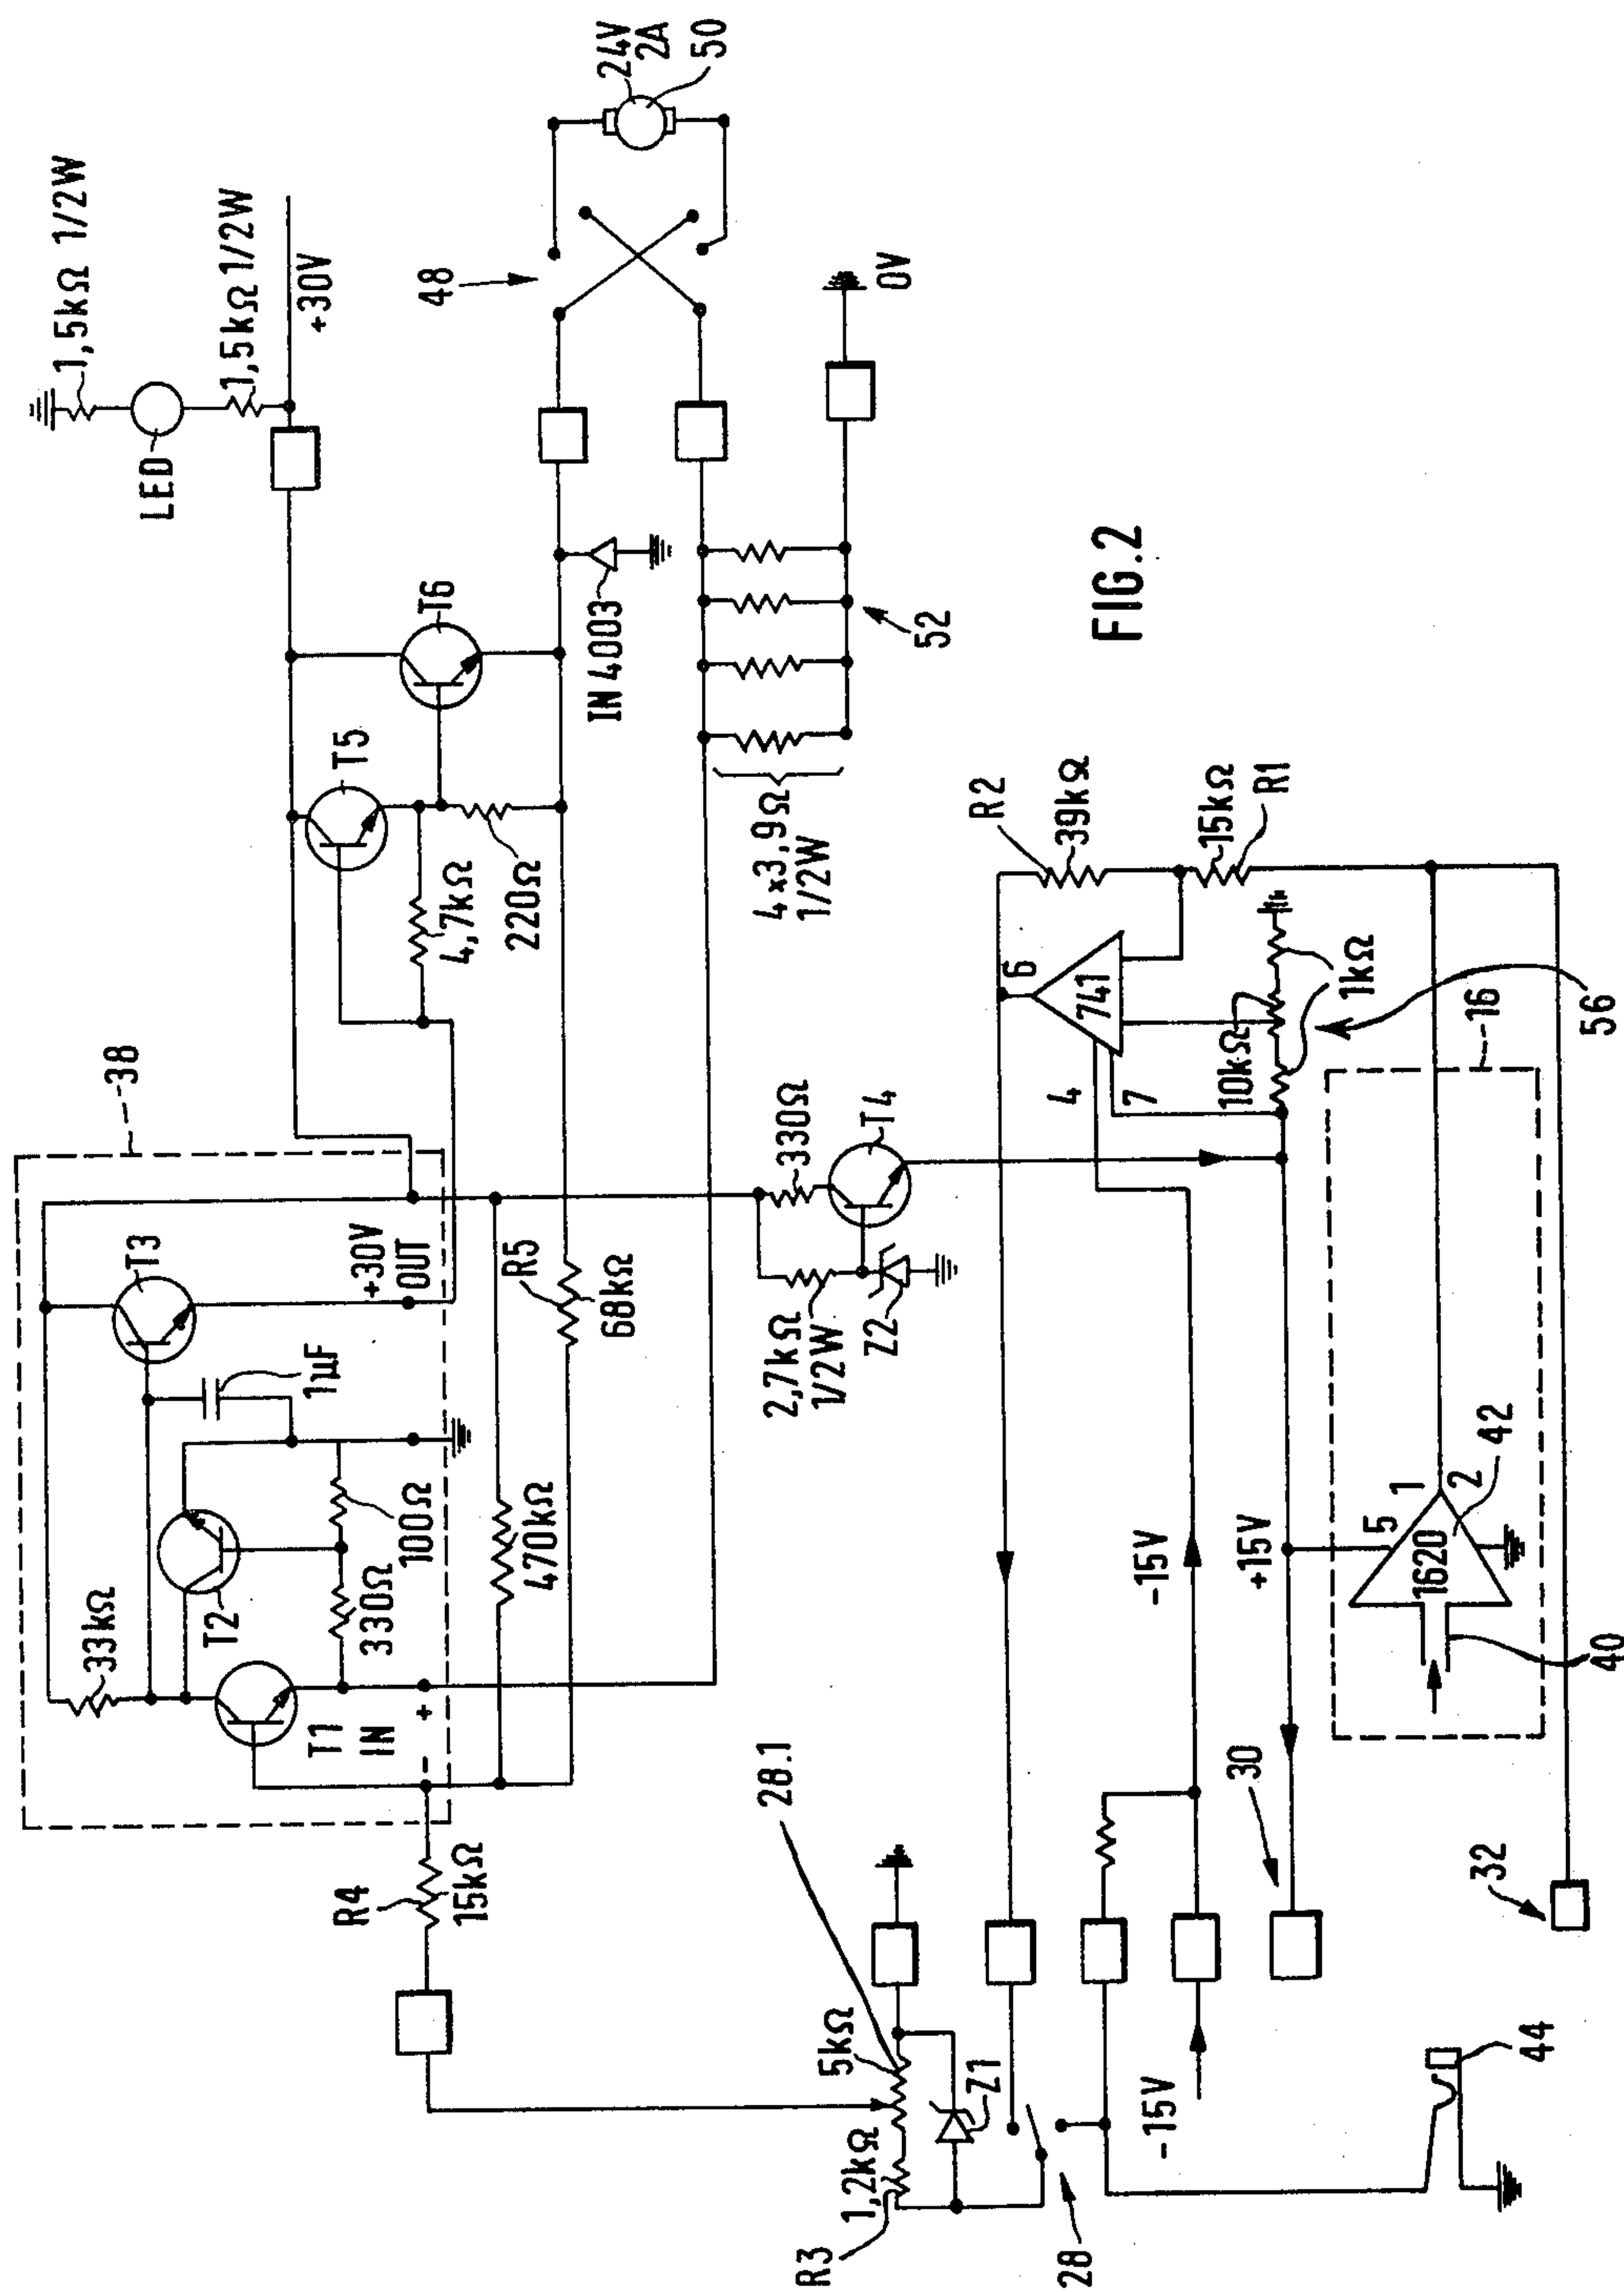 1,5kΩ 1/2W
LED
1,5kΩ 1/2W
+30V
24V
2A
50
48
0V
T6
IN 4003
52
T5
4,7kΩ
220Ω
4x3,9Ω
1/2W
38
T3
+30V
OUT
1µF
33kΩ
T2
100Ω
330Ω
T1
IN
- +
R4
15kΩ
470kΩ
R5
68kΩ
330Ω
T4
2,7kΩ
1/2W
Z2
28.1
5kΩ
1,2kΩ
R3
Z1
28
-15V
-15V
+15V
30
32
44
R2
39kΩ
15kΩ
R1
6
741
4
7
10kΩ
1kΩ
56
16
1620
5
1
2
42
40
FIG.2